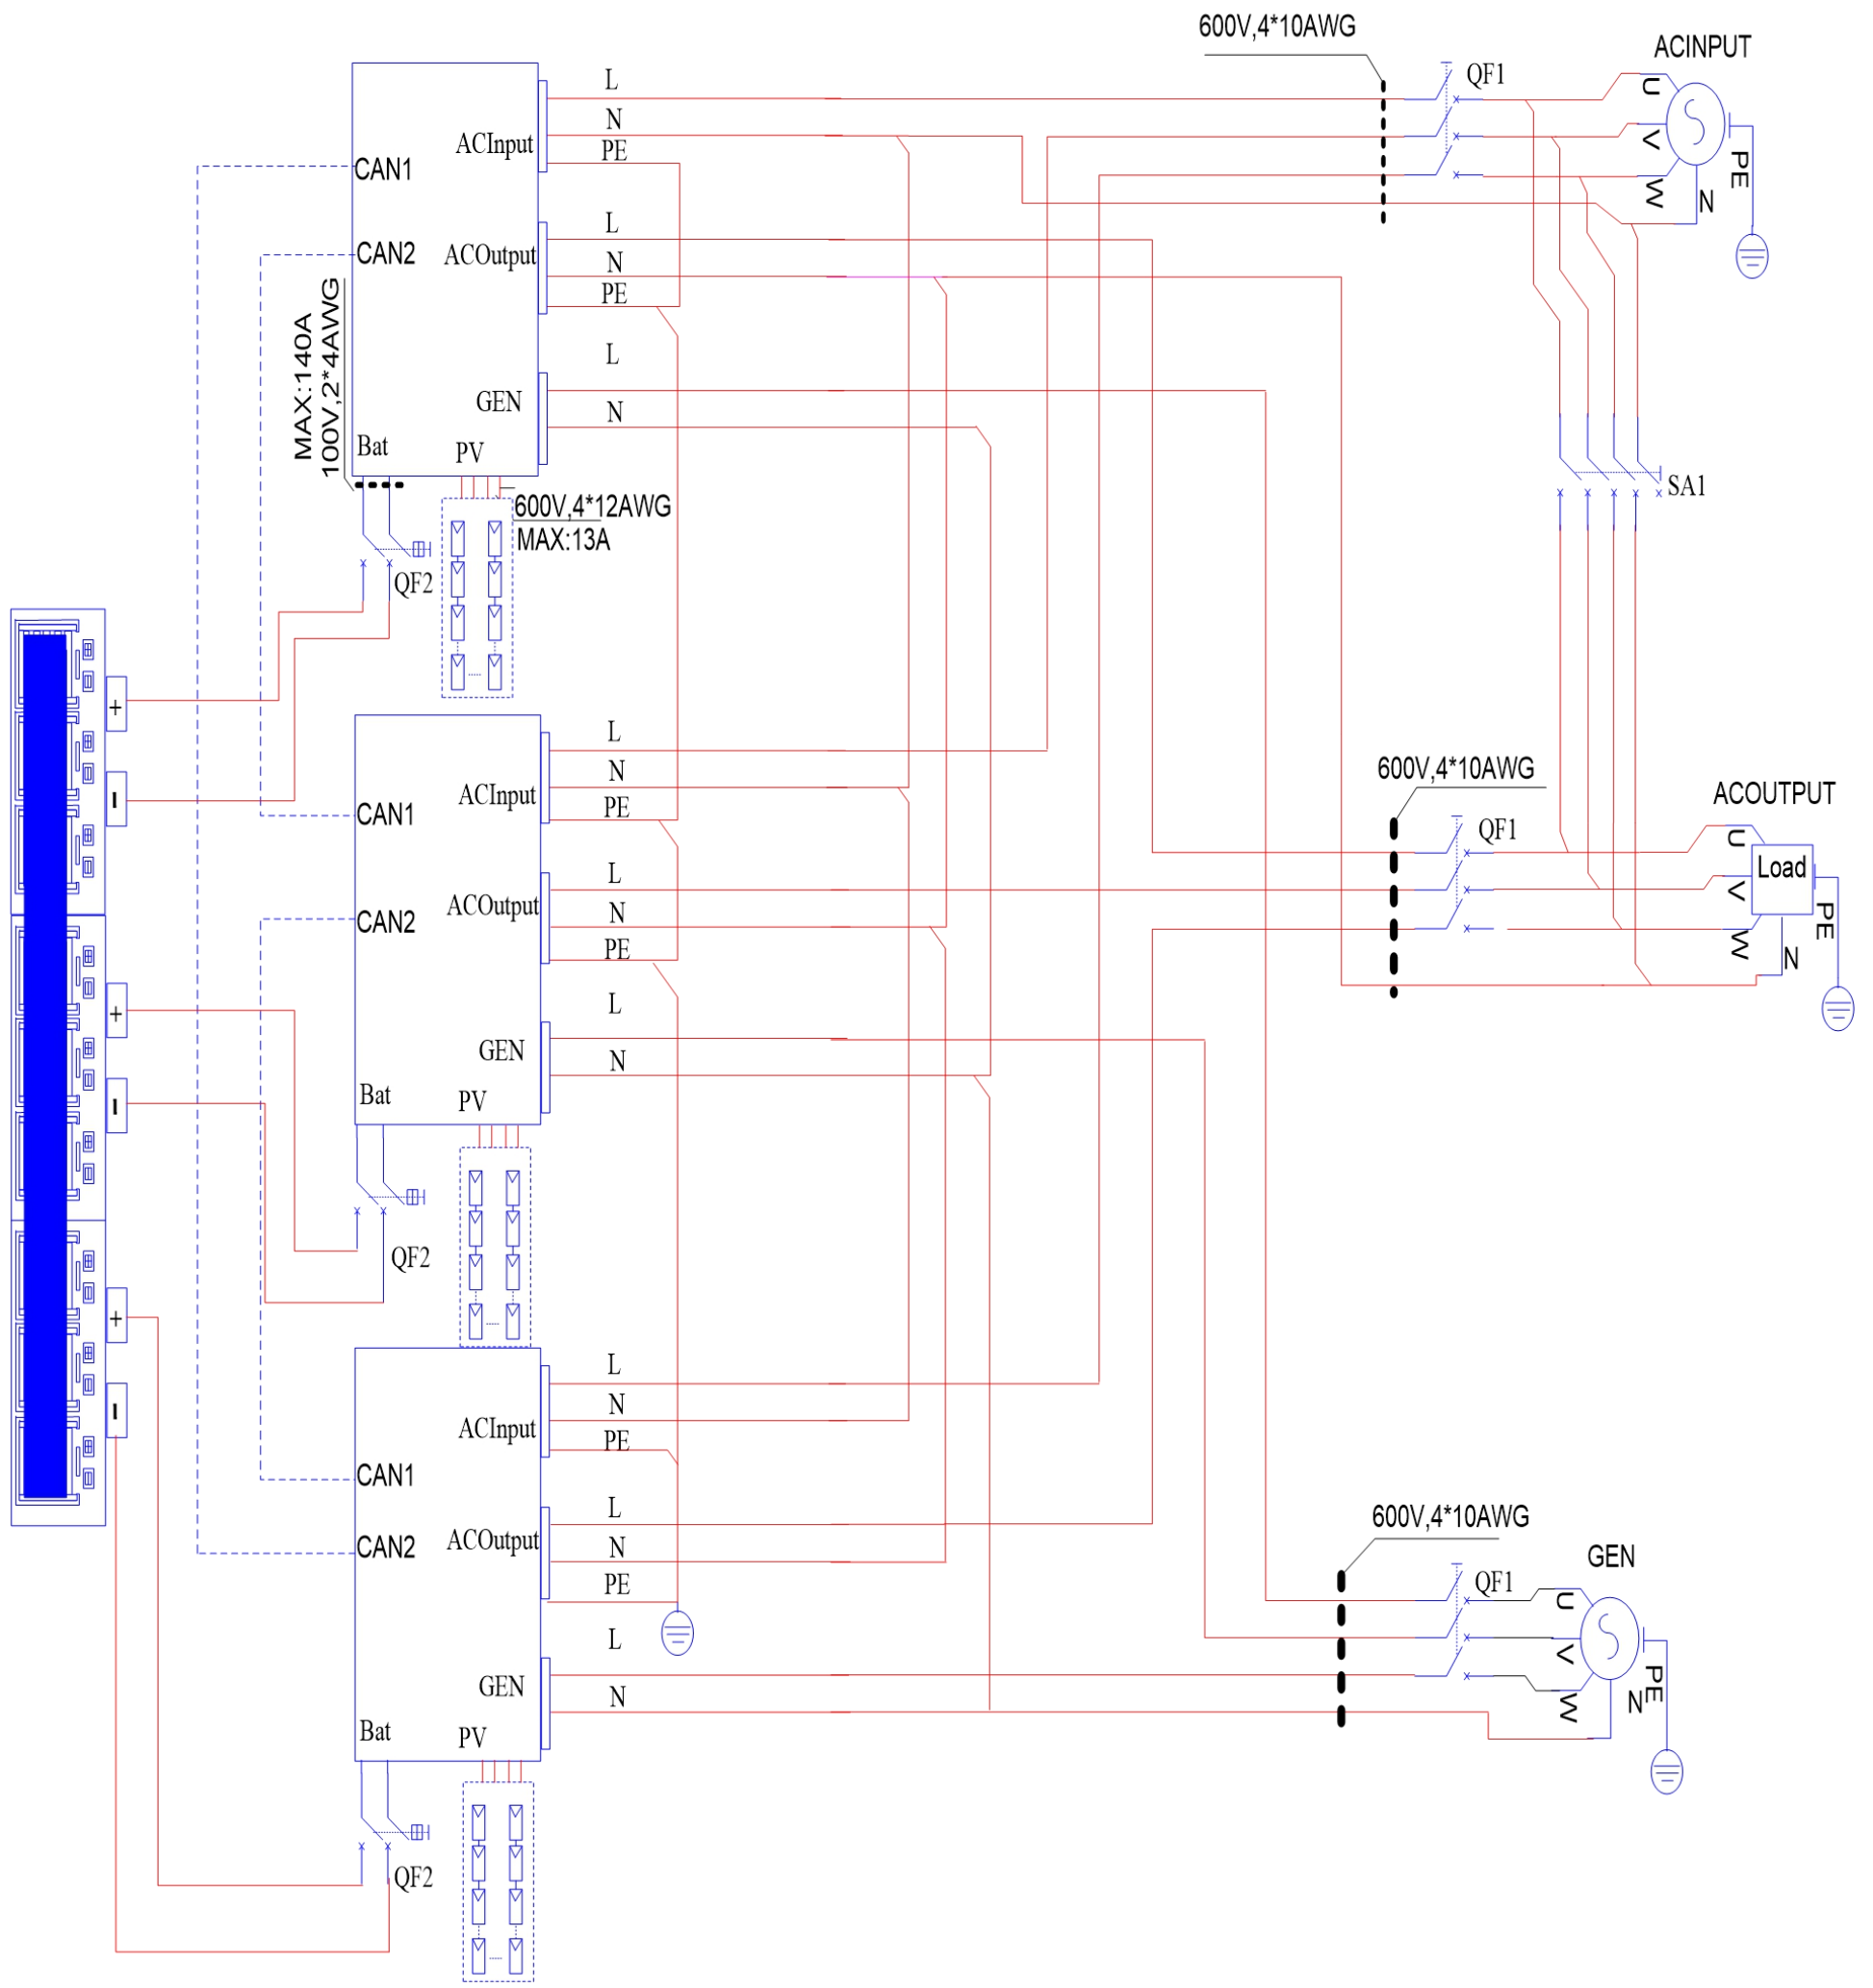 600V,4*10AWG
ACINPUT
QF1
U
V
W
N
PE
L
N
PE
ACInput
CAN1
L
N
PE
ACOutput
CAN2
MAX:140A
100V,2*4AWG
L
N
GEN
Bat
PV
600V,4*12AWG
MAX:13A
QF2
SA1
+
-
L
N
PE
ACInput
CAN1
600V,4*10AWG
ACOUTPUT
QF1
U
V
W
N
PE
Load
L
N
PE
ACOutput
CAN2
L
N
GEN
Bat
PV
+
-
QF2
+
-
L
N
PE
ACInput
CAN1
L
N
PE
ACOutput
CAN2
600V,4*10AWG
GEN
QF1
U
V
W
N
PE
L
N
GEN
Bat
PV
QF2